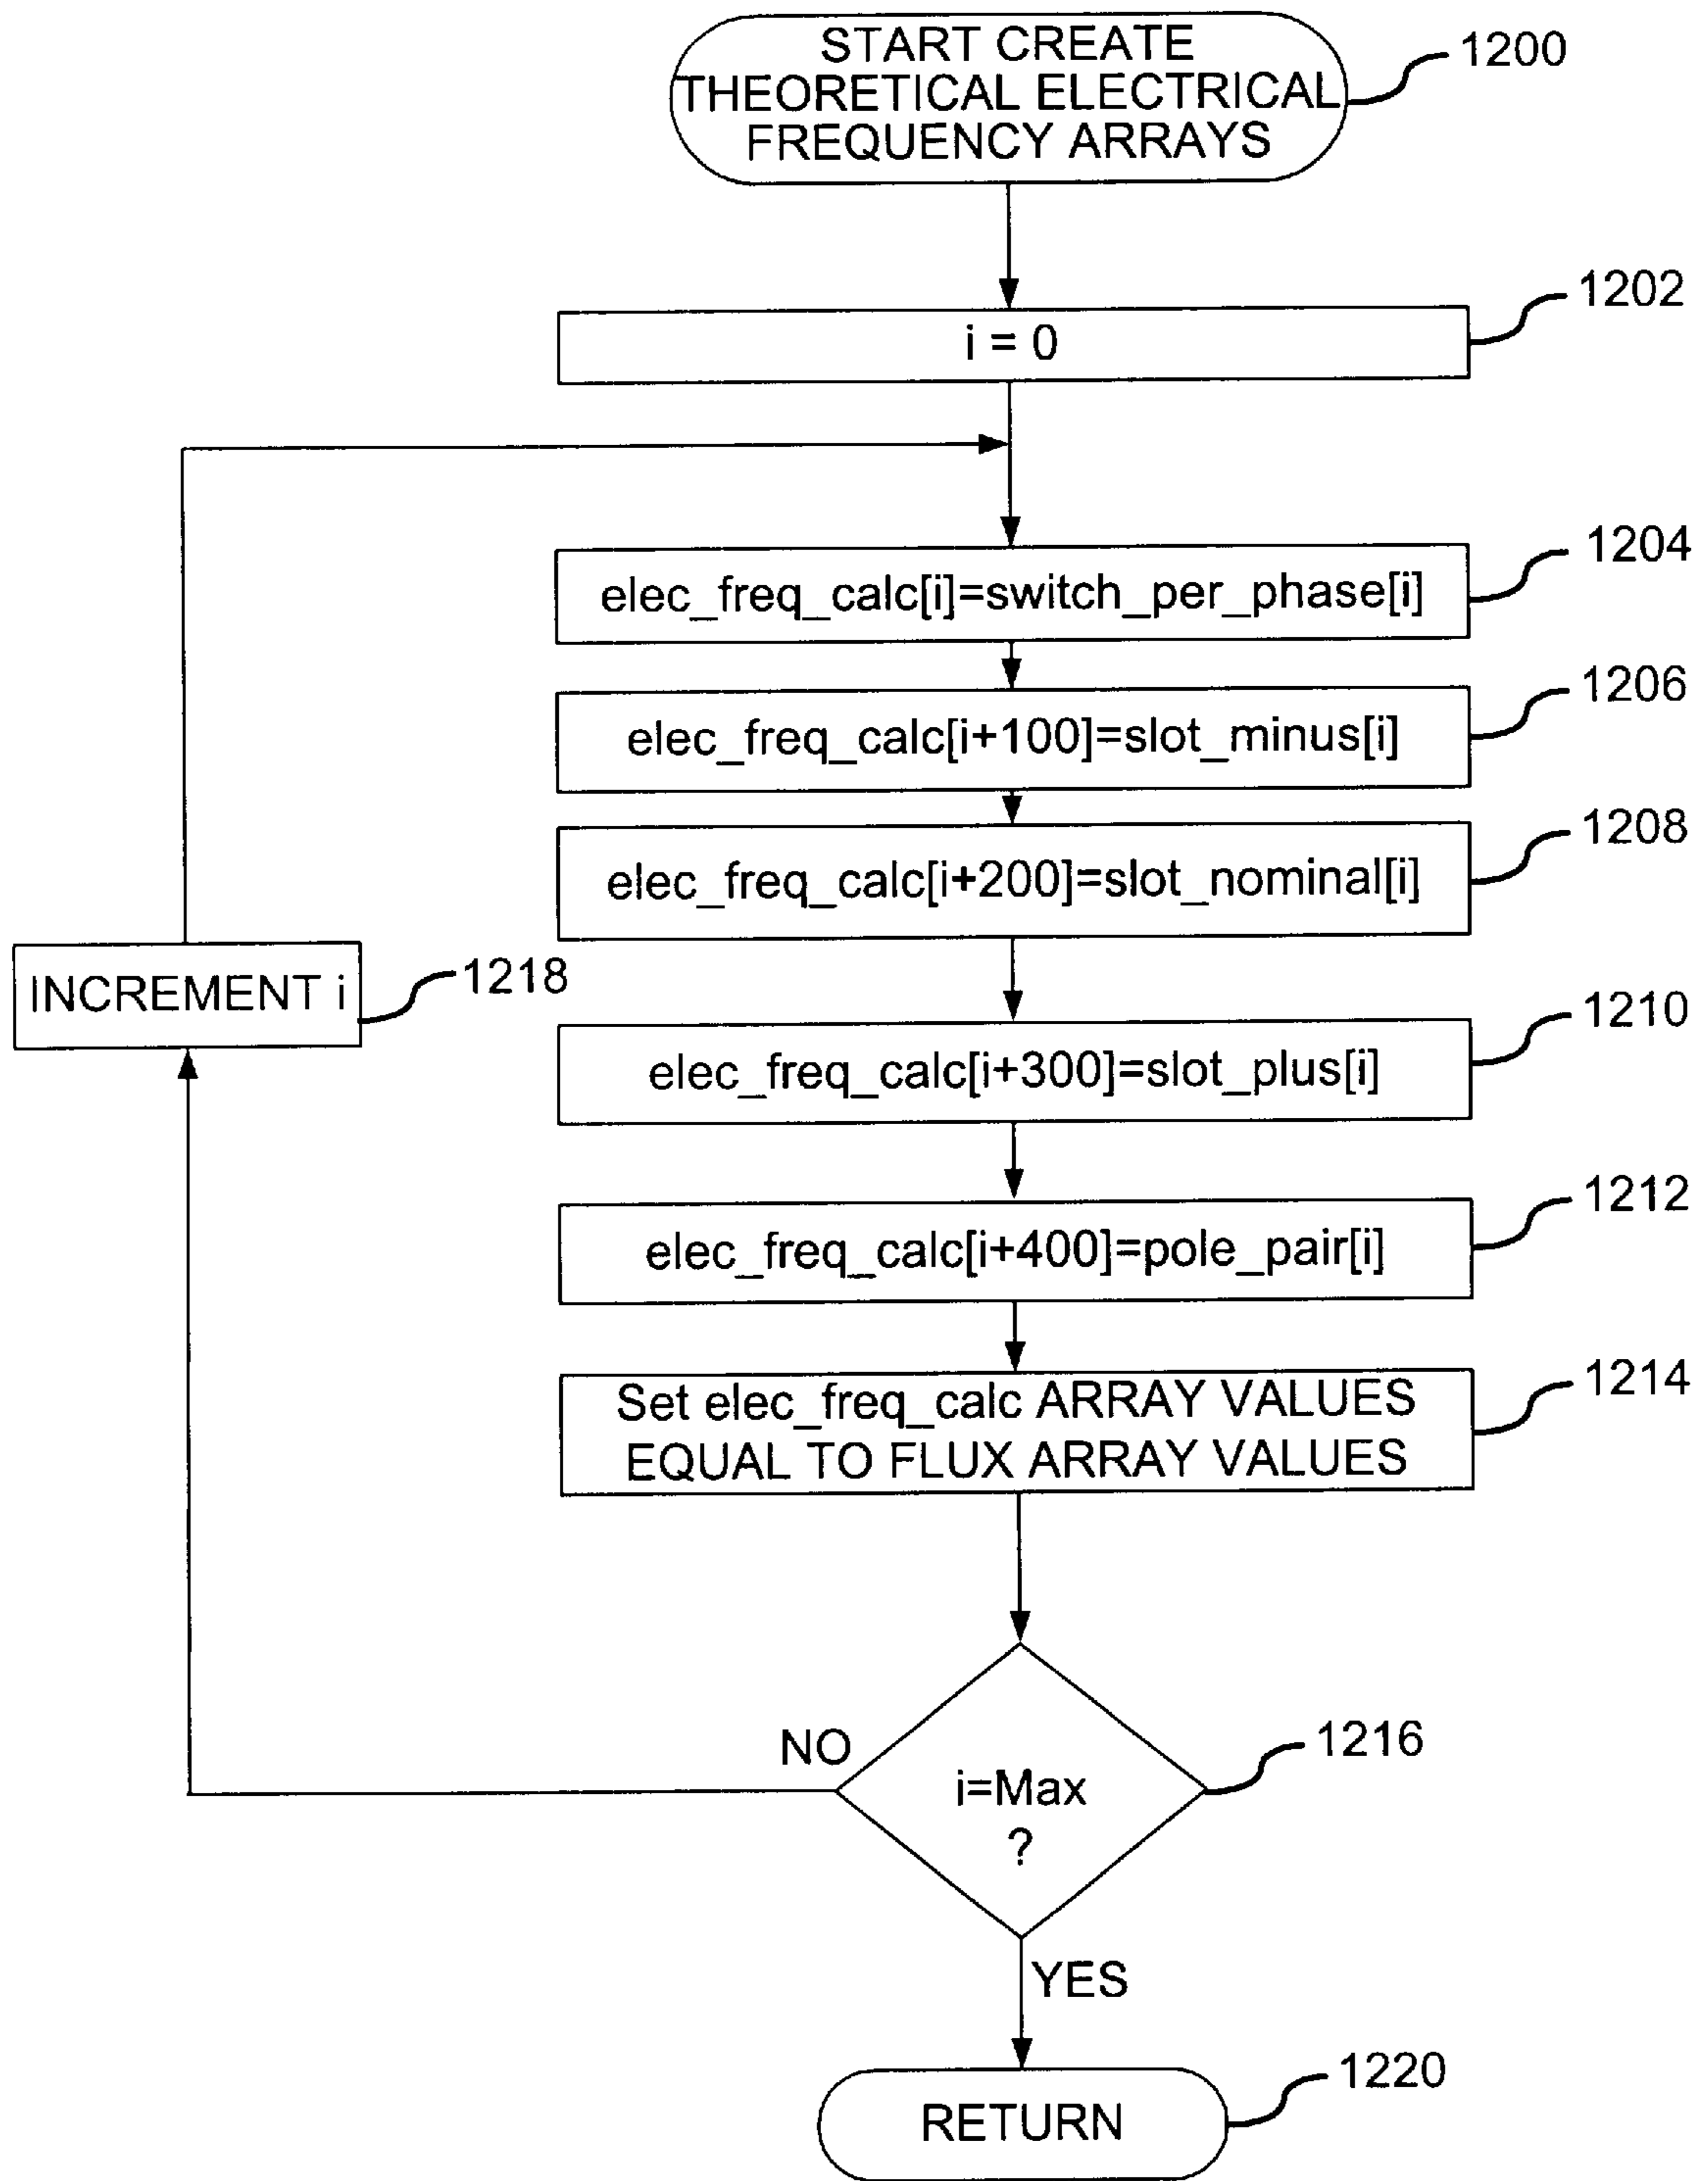 START CREATE
THEORETICAL ELECTRICAL
FREQUENCY ARRAYS
1200
1202
i = 0
1204
elec_freq_calc[i]=switch_per_phase[i]
1206
elec_freq_calc[i+100]=slot_minus[i]
1208
elec_freq_calc[i+200]=slot_nominal[i]
INCREMENT i
1218
1210
elec_freq_calc[i+300]=slot_plus[i]
1212
elec_freq_calc[i+400]=pole_pair[i]
1214
Set elec_freq_calc ARRAY VALUES
EQUAL TO FLUX ARRAY VALUES
NO
1216
i=Max
?
YES
1220
RETURN